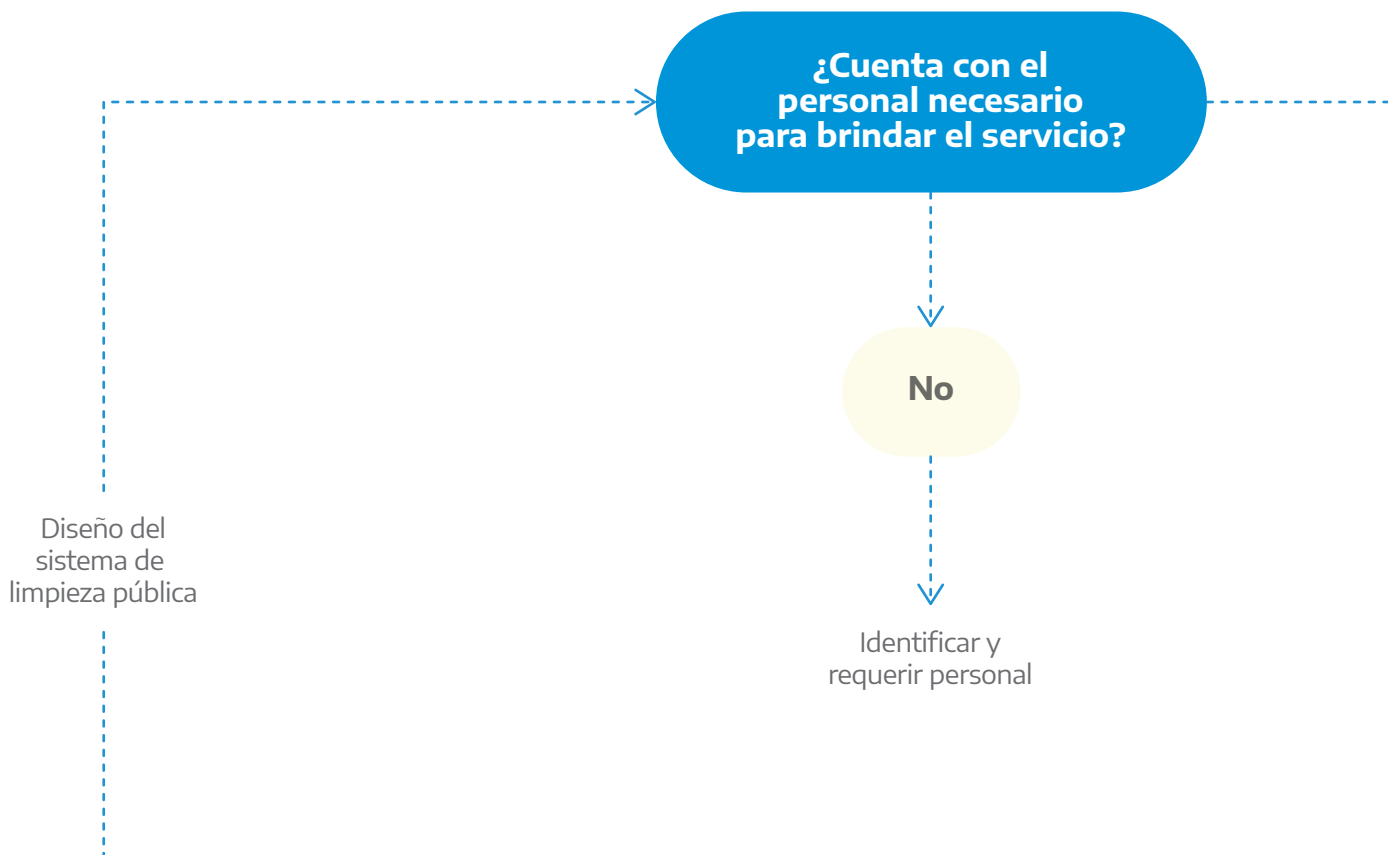 ¿Cuenta con el
personal necesario
para brindar el servicio?
No
Diseño del
sistema de
limpieza pública
Identificar y
requerir personal